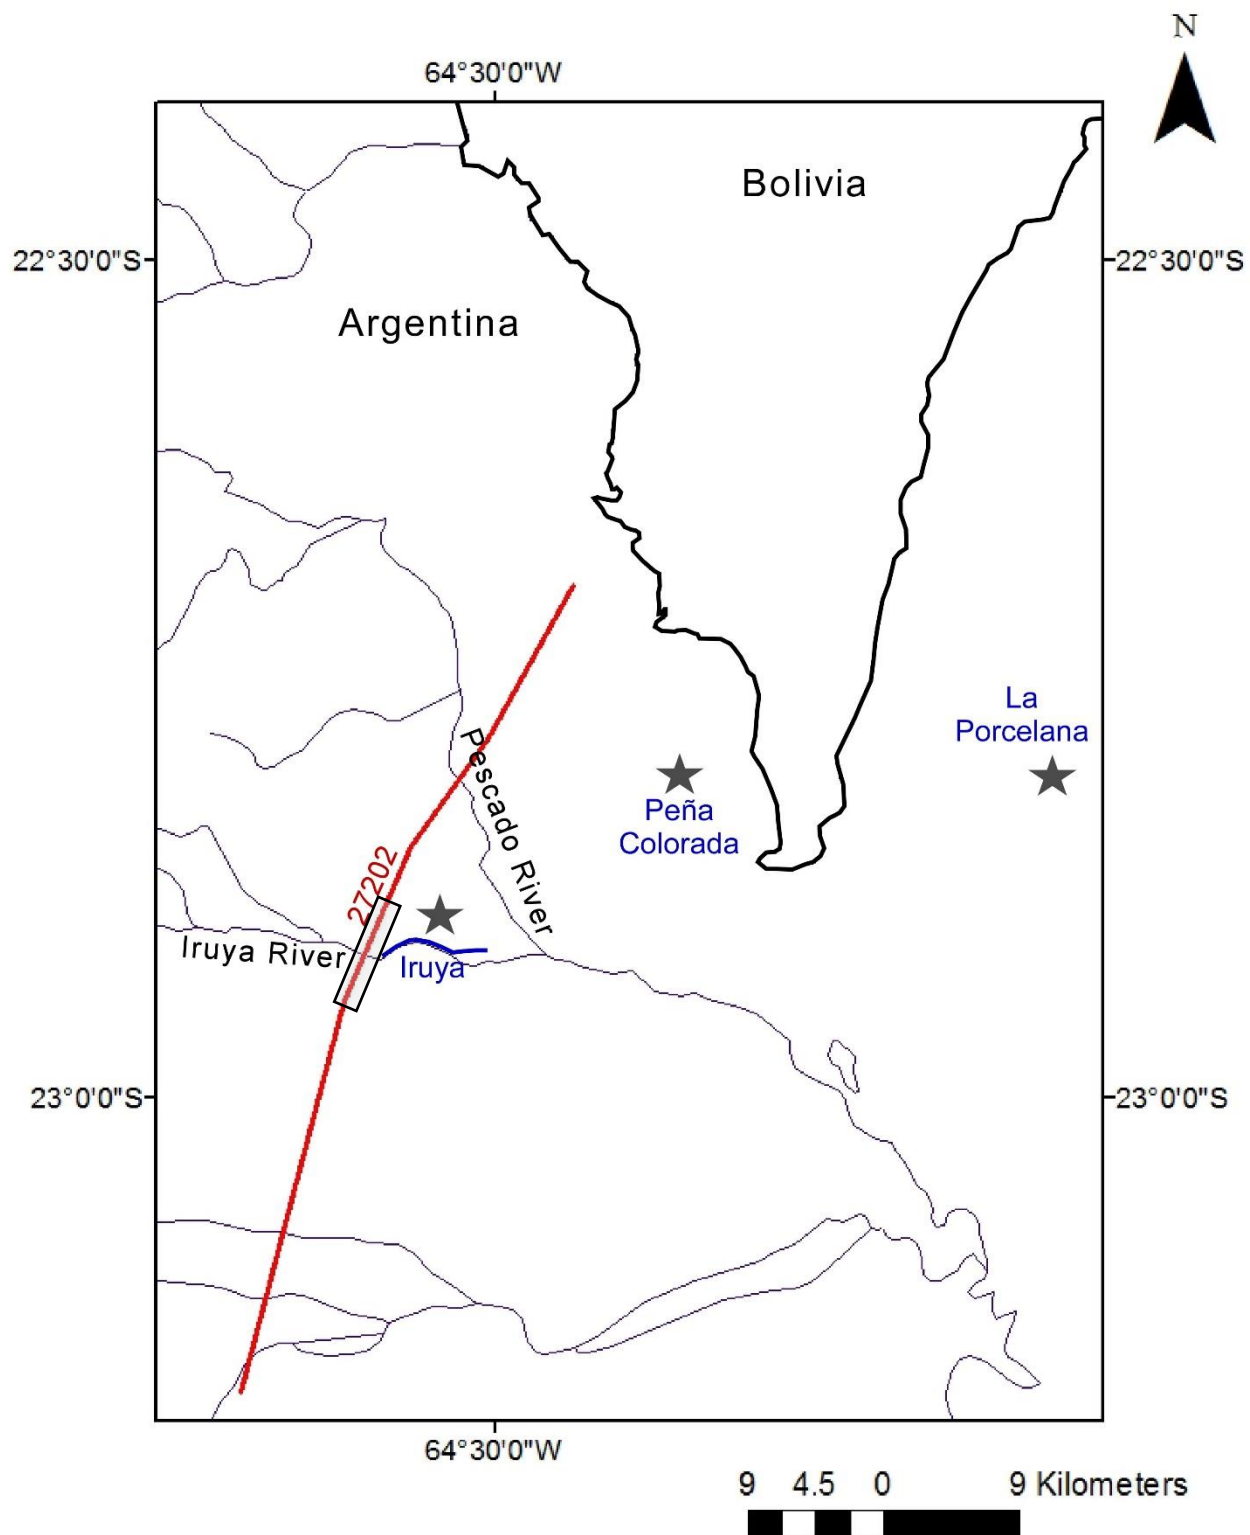 N
64°30'0"W
Bolivia
22°30'0"S
22°30'0"S
Argentina
La
Porcelana
Pescado River
Peña
Colorada
27202
Iruya River
Iruya
23°0'0"S
23°0'0"S
64°30'0"W
9 4.5 0 9 Kilometers